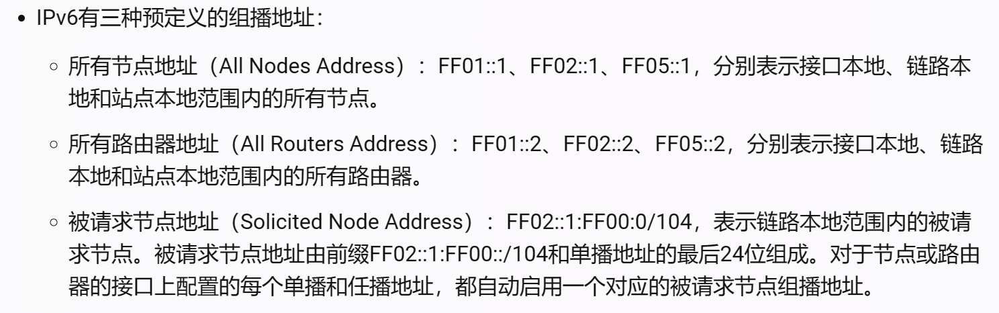 • IPv6有三种预定义的组播地址：
◦ 所有节点地址（All Nodes Address）：FF01::1、FF02::1、FF05::1，分别表示接口本地、链路本
地和站点本地范围内的所有节点。
◦ 所有路由器地址（All Routers Address）：FF01::2、FF02::2、FF05::2，分别表示接口本地、链路
本地和站点本地范围内的所有路由器。
◦ 被请求节点地址（Solicited Node Address）：FF02::1:FF00:0/104，表示链路本地范围内的被请
求节点。被请求节点地址由前缀FF02::1:FF00::/104和单播地址的最后24位组成。对于节点或路由
器的接口上配置的每个单播和任播地址，都自动启用一个对应的被请求节点组播地址。